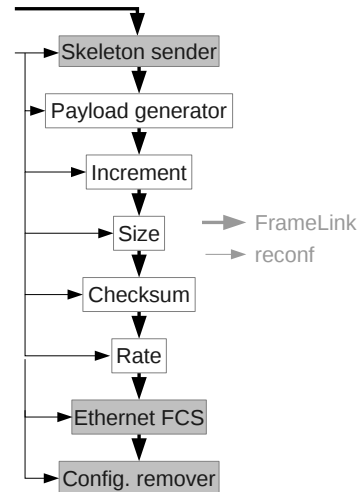 Skeleton sender
Payload generator
Increment
Size
FrameLink
reconf
Checksum
Rate
Ethernet FCS
Config. remover